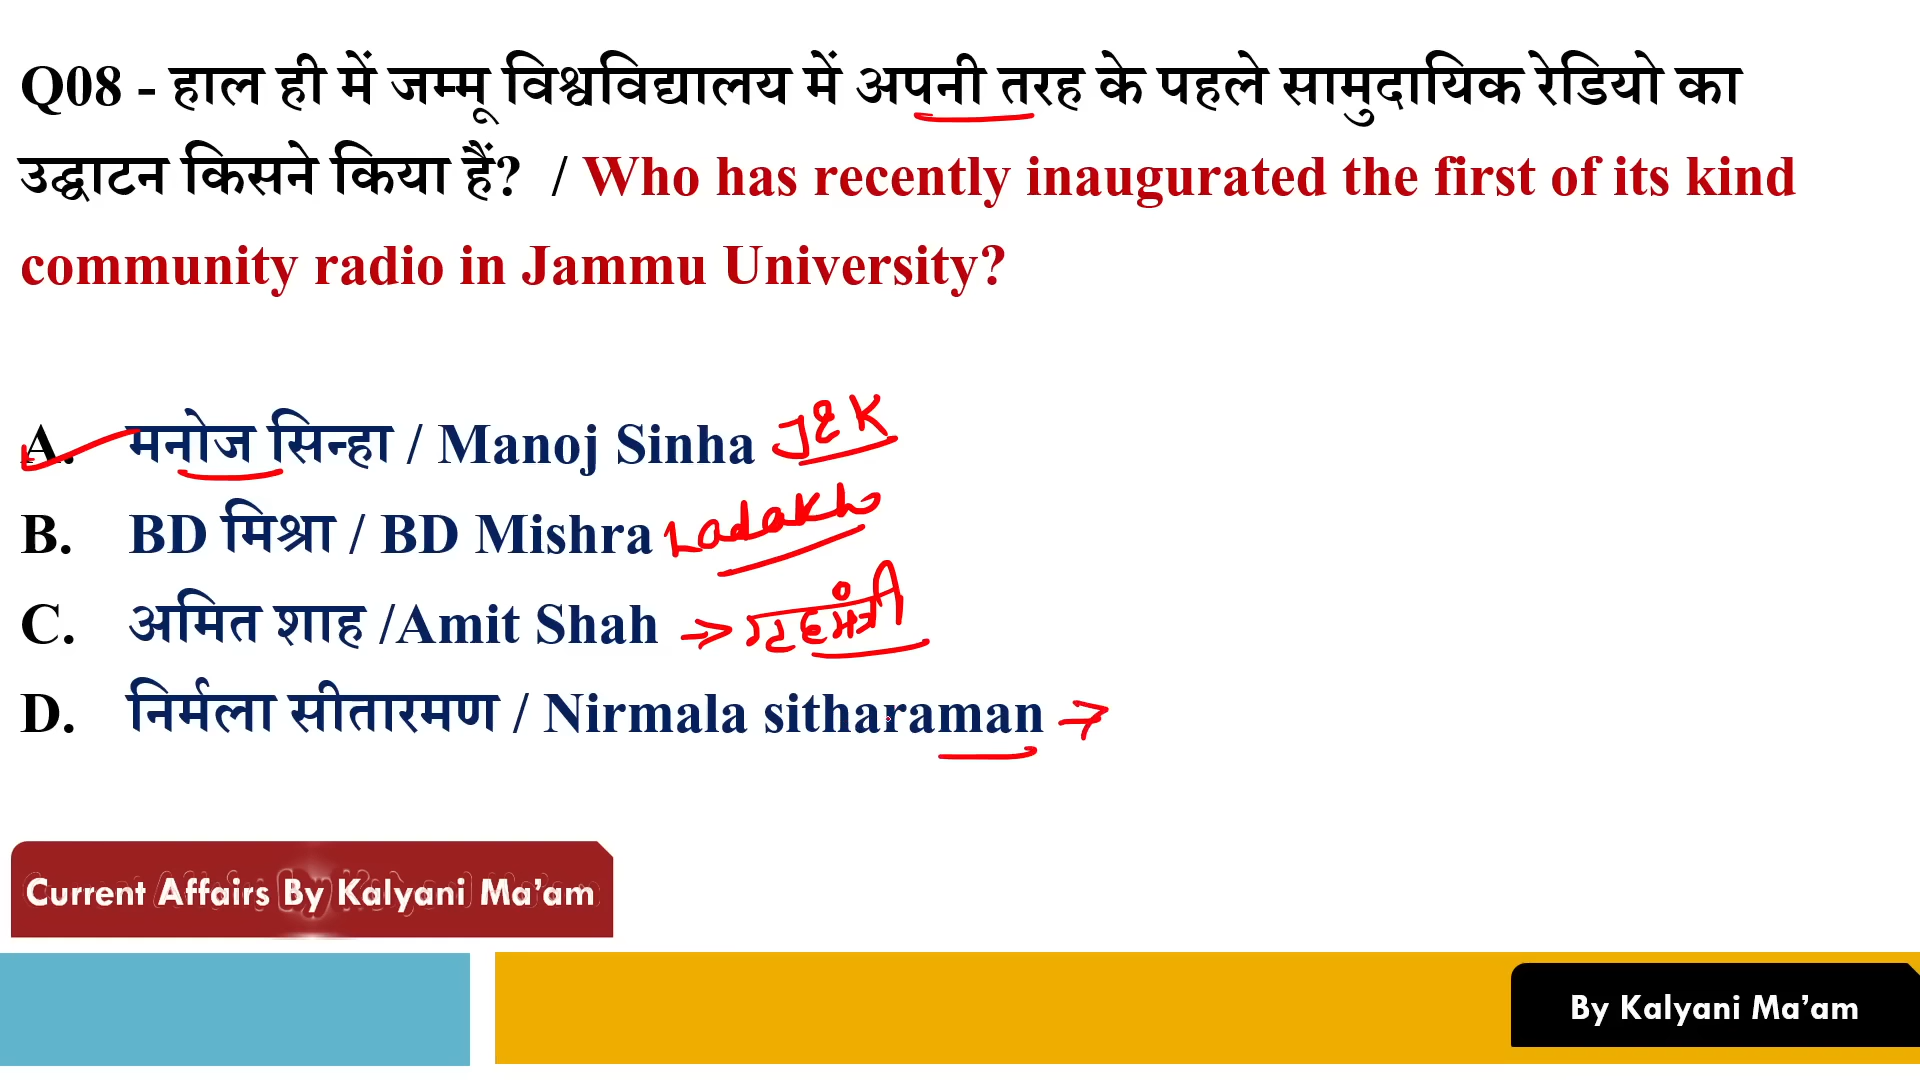 Q08 - हाल ही में जम्मू विश्वविद्यालय में अपनी तरह के पहले सामुदायिक रेडियो का
उद्घाटन किसने किया हैं? / Who has recently inaugurated the first of its kind
community radio in Jammu University?
A. मनोज सिन्हा / Manoj Sinha J&K
B. BD मिश्रा / BD Mishra Ladakh
C. अमित शाह /Amit Shah → गृहमंत्री
D. निर्मला सीतारमण / Nirmala sitharaman →
Current Affairs By Kalyani Ma’am
By Kalyani Ma’am